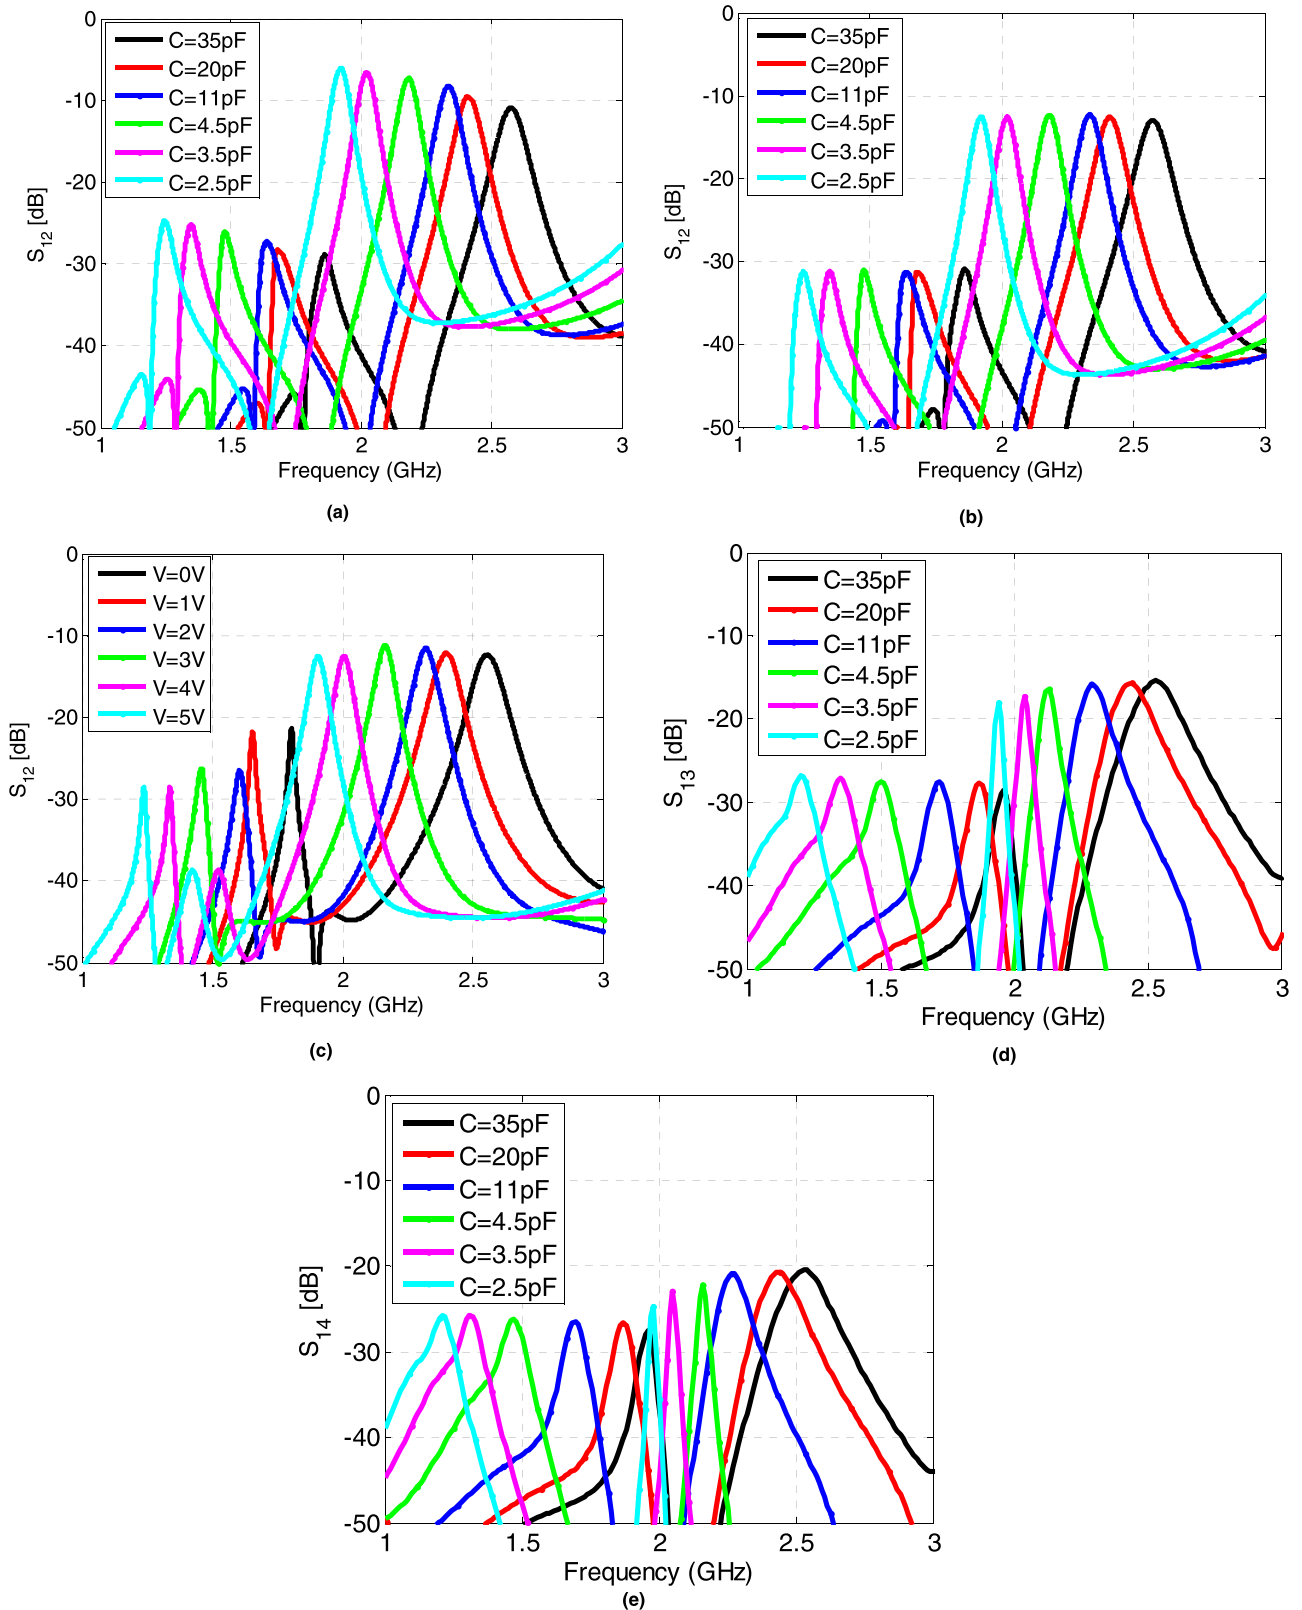 0
-10
-20
-30
-40
-50
S12 [dB]
C=35pF
C=20pF
C=11pF
C=4.5pF
C=3.5pF
C=2.5pF
1 1.5 2 2.5 3
Frequency (GHz)
(a)
0
-10
-20
-30
-40
-50
S12 [dB]
C=35pF
C=20pF
C=11pF
C=4.5pF
C=3.5pF
C=2.5pF
1 1.5 2 2.5 3
Frequency (GHz)
(b)
0
-10
-20
-30
-40
-50
S12 [dB]
V=0V
V=1V
V=2V
V=3V
V=4V
V=5V
1 1.5 2 2.5 3
Frequency (GHz)
(c)
0
-10
-20
-30
-40
-50
S13 [dB]
C=35pF
C=20pF
C=11pF
C=4.5pF
C=3.5pF
C=2.5pF
1 1.5 2 2.5 3
Frequency (GHz)
(d)
0
-10
-20
-30
-40
-50
S14 [dB]
C=35pF
C=20pF
C=11pF
C=4.5pF
C=3.5pF
C=2.5pF
1 1.5 2 2.5 3
Frequency (GHz)
(e)